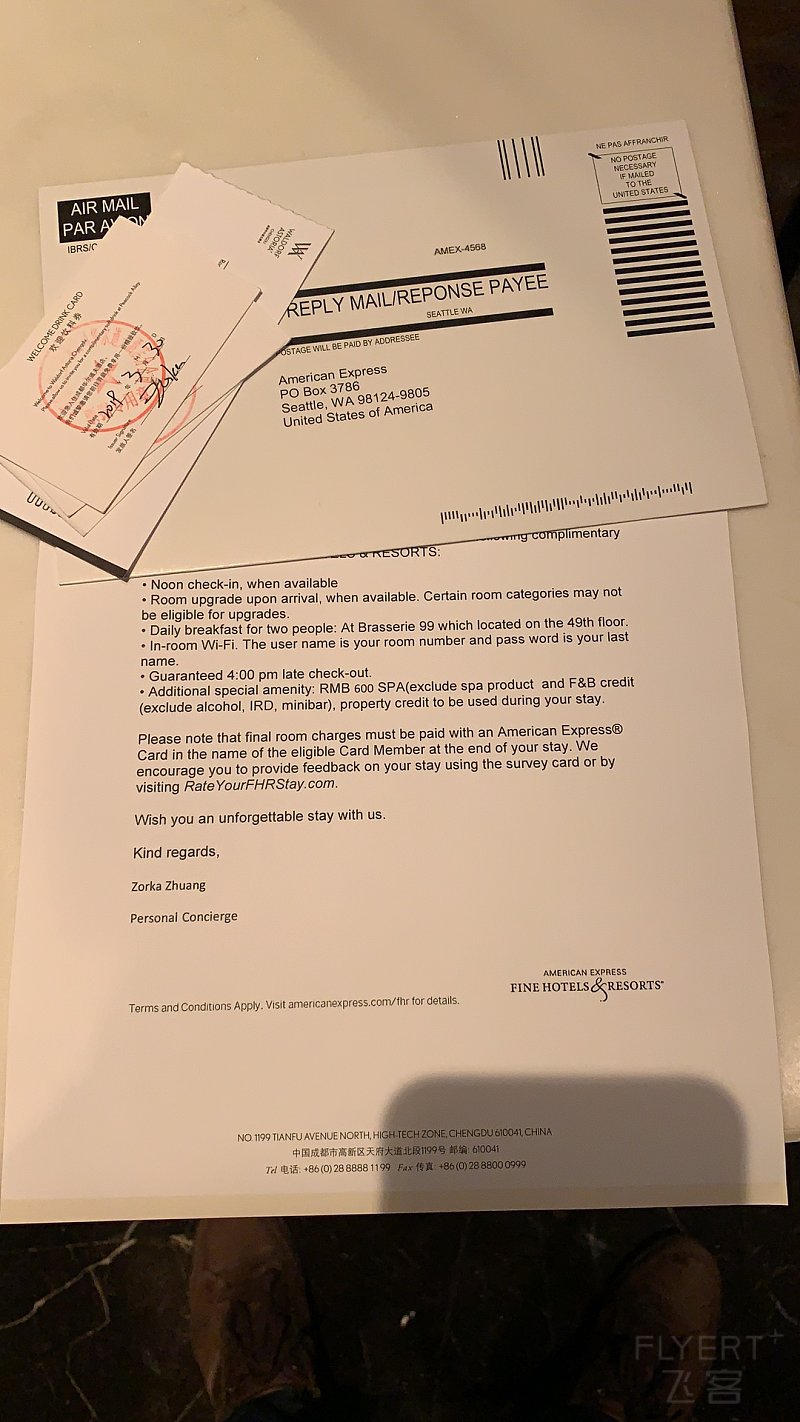 NE PAS AFFRANCHIR
NO POSTAGE
NECESSARY
IF MAILED
TO THE
UNITED STATES
AIR MAIL
PAR AVION
IBRS/C
AMEX-4568
REPLY MAIL/REPONSE PAYEE
SEATTLE WA
POSTAGE WILL BE PAID BY ADDRESSEE
American Express
PO Box 3786
Seattle, WA 98124-9805
United States of America
WALDORF
ASTORIA
WELCOME DRINK CARD
欢迎饮料券
complimentary
& RESORTS:
• Noon check-in, when available
• Room upgrade upon arrival, when available. Certain room categories may not
be eligible for upgrades.
• Daily breakfast for two people: At Brasserie 99 which located on the 49th floor.
• In-room Wi-Fi. The user name is your room number and pass word is your last
name.
• Guaranteed 4:00 pm late check-out.
• Additional special amenity: RMB 600 SPA(exclude spa product and F&B credit
(exclude alcohol, IRD, minibar), property credit to be used during your stay.
Please note that final room charges must be paid with an American Express®
Card in the name of the eligible Card Member at the end of your stay. We
encourage you to provide feedback on your stay using the survey card or by
visiting RateYourFHRStay.com.
Wish you an unforgettable stay with us.
Kind regards,
Zorka Zhuang
Personal Concierge
AMERICAN EXPRESS
FINE HOTELS & RESORTS
Terms and Conditions Apply. Visit americanexpress.com/fhr for details.
NO. 1199 TIANFU AVENUE NORTH, HIGH-TECH ZONE, CHENGDU 610041, CHINA
中国成都市高新区天府大道北段1199号 邮编: 610041
Tel 电话: +86 (0) 28 8888 1199 Fax 传真: +86 (0) 28 8800 0999
FLYERT+
飞客